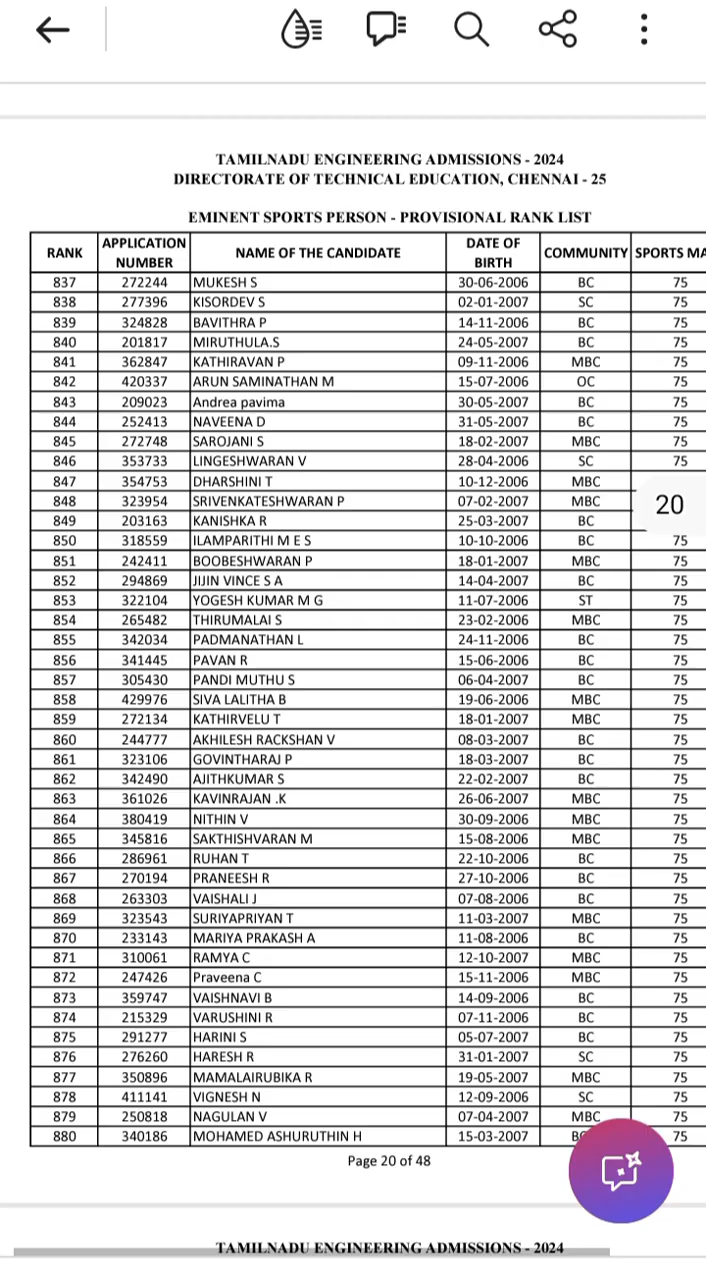 TAMILNADU ENGINEERING ADMISSIONS - 2024
DIRECTORATE OF TECHNICAL EDUCATION, CHENNAI - 25
EMINENT SPORTS PERSON - PROVISIONAL RANK LIST
RANK APPLICATION NUMBER NAME OF THE CANDIDATE DATE OF BIRTH COMMUNITY SPORTS MA
837 272244 MUKESH S 30-06-2006 BC 75
838 277396 KISORDEV S 02-01-2007 SC 75
839 324828 BAVITHRA P 14-11-2006 BC 75
840 201817 MIRUTHULA.S 24-05-2007 BC 75
841 362847 KATHIRAVAN P 09-11-2006 MBC 75
842 420337 ARUN SAMINATHAN M 15-07-2006 OC 75
843 209023 Andrea pavima 30-05-2007 BC 75
844 252413 NAVEENA D 31-05-2007 BC 75
845 272748 SAROJANI S 18-02-2007 MBC 75
846 353733 LINGESHWARAN V 28-04-2006 SC 75
847 354753 DHARSHINI T 10-12-2006 MBC
848 323954 SRIVENKATESHWARAN P 07-02-2007 MBC
20
849 203163 KANISHKA R 25-03-2007 BC
850 318559 ILAMPARITHI M E S 10-10-2006 BC 75
851 242411 BOOBESHWARAN P 18-01-2007 MBC 75
852 294869 JIJIN VINCE S A 14-04-2007 BC 75
853 322104 YOGESH KUMAR M G 11-07-2006 ST 75
854 265482 THIRUMALAI S 23-02-2006 MBC 75
855 342034 PADMANATHAN L 24-11-2006 BC 75
856 341445 PAVAN R 15-06-2006 BC 75
857 305430 PANDI MUTHU S 06-04-2007 BC 75
858 429976 SIVA LALITHA B 19-06-2006 MBC 75
859 272134 KATHIRVELU T 18-01-2007 MBC 75
860 244777 AKHILESH RACKSHAN V 08-03-2007 BC 75
861 323106 GOVINTHARAJ P 18-03-2007 BC 75
862 342490 AJITHKUMAR S 22-02-2007 BC 75
863 361026 KAVINRAJAN .K 26-06-2007 MBC 75
864 380419 NITHIN V 30-09-2006 MBC 75
865 345816 SAKTHISHVARAN M 15-08-2006 MBC 75
866 286961 RUHAN T 22-10-2006 BC 75
867 270194 PRANEESH R 27-10-2006 BC 75
868 263303 VAISHALI J 07-08-2006 BC 75
869 323543 SURIYAPRIYAN T 11-03-2007 MBC 75
870 233143 MARIYA PRAKASH A 11-08-2006 BC 75
871 310061 RAMYA C 12-10-2007 MBC 75
872 247426 Praveena C 15-11-2006 MBC 75
873 359747 VAISHNAVI B 14-09-2006 BC 75
874 215329 VARUSHINI R 07-11-2006 BC 75
875 291277 HARINI S 05-07-2007 BC 75
876 276260 HARESH R 31-01-2007 SC 75
877 350896 MAMALAIRUBIKA R 19-05-2007 MBC 75
878 411141 VIGNESH N 12-09-2006 SC 75
879 250818 NAGULAN V 07-04-2007 MBC 75
880 340186 MOHAMED ASHURUTHIN H 15-03-2007 75
Page 20 of 48
TAMILNADU ENGINEERING ADMISSIONS - 2024